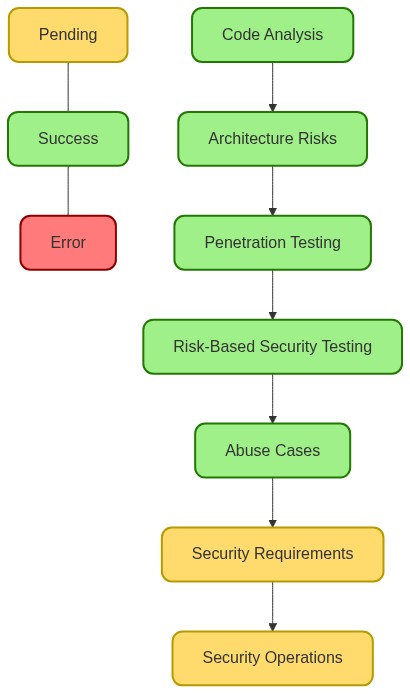 Pending
Success
Error
Code Analysis
Architecture Risks
Penetration Testing
Risk-Based Security Testing
Abuse Cases
Security Requirements
Security Operations